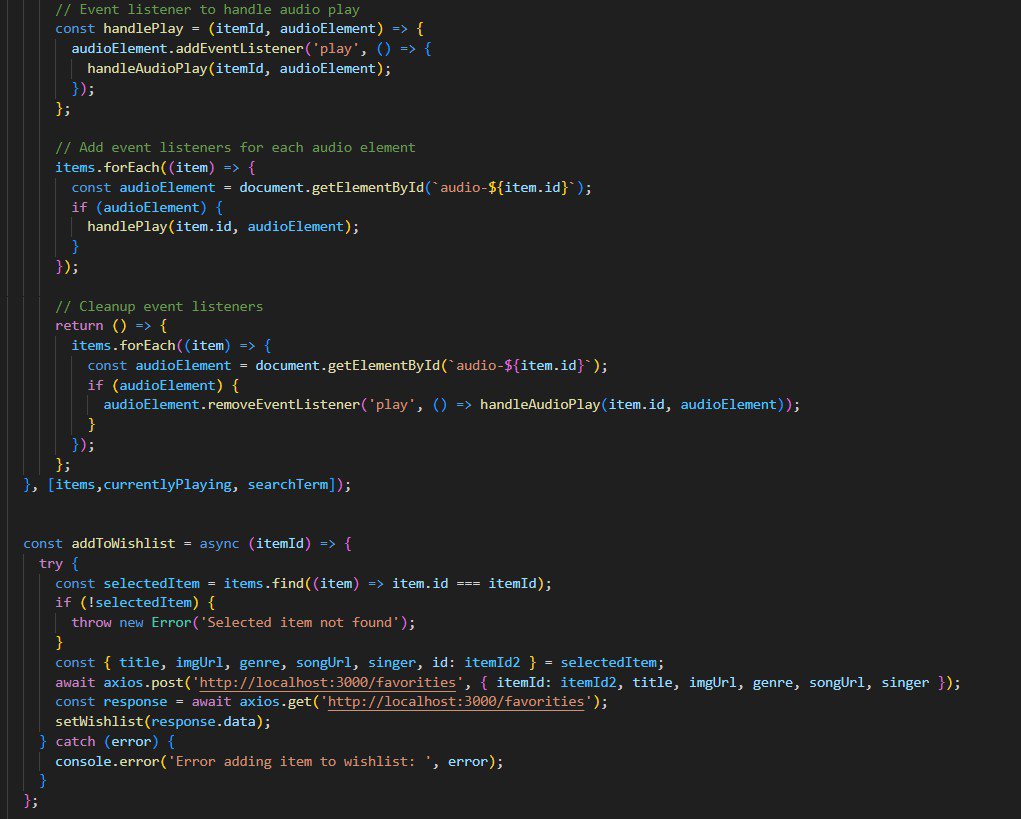 // Event listener to handle audio play
const handlePlay = (itemId, audioElement) => {
audioElement.addEventListener('play', () => {
handleAudioPlay(itemId, audioElement);
});
};
// Add event listeners for each audio element
items.forEach((item) => {
const audioElement = document.getElementById(`audio-${item.id}`);
if (audioElement) {
handlePlay(item.id, audioElement);
}
});
// Cleanup event listeners
return () => {
items.forEach((item) => {
const audioElement = document.getElementById(`audio-${item.id}`);
if (audioElement) {
audioElement.removeEventListener('play', () => handleAudioPlay(item.id, audioElement));
}
});
};
}, [items,currentlyPlaying, searchTerm]);
const addToWishlist = async (itemId) => {
try {
const selectedItem = items.find((item) => item.id === itemId);
if (!selectedItem) {
throw new Error('Selected item not found');
}
const { title, imgUrl, genre, songUrl, singer, id: itemId2 } = selectedItem;
await axios.post('http://localhost:3000/favorities', { itemId: itemId2, title, imgUrl, genre, songUrl, singer });
const response = await axios.get('http://localhost:3000/favorities');
setWishlist(response.data);
} catch (error) {
console.error('Error adding item to wishlist: ', error);
}
};